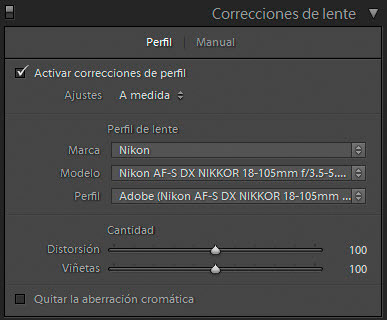 Correcciones de lente
Perfil | Manual
Activar correcciones de perfil
Ajustes A medida
Perfil de lente
Marca Nikon
Modelo Nikon AF-S DX NIKKOR 18-105mm f/3.5-5....
Perfil Adobe (Nikon AF-S DX NIKKOR 18-105mm ...
Cantidad
Distorsión 100
Viñetas 100
Quitar la aberración cromática